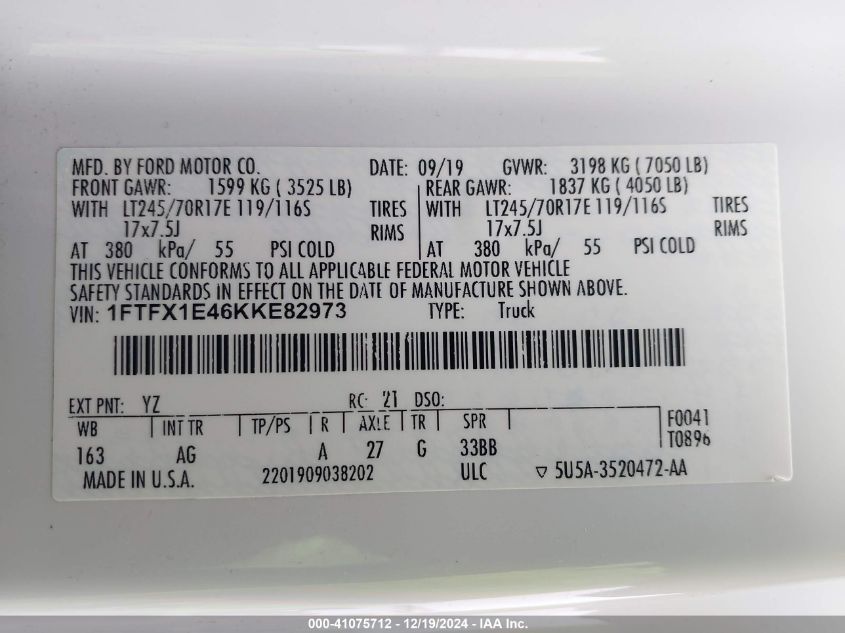 MFD. BY FORD MOTOR CO. DATE: 09/19 GVWR: 3198 KG ( 7050 LB)
FRONT GAWR: 1599 KG ( 3525 LB) REAR GAWR: 1837 KG ( 4050 LB)
WITH LT245/70R17E 119/116S TIRES WITH LT245/70R17E 119/116S TIRES
17x7.5J RIMS 17x7.5J RIMS
AT 380 kPa/ 55 PSI COLD AT 380 kPa/ 55 PSI COLD
THIS VEHICLE CONFORMS TO ALL APPLICABLE FEDERAL MOTOR VEHICLE
SAFETY STANDARDS IN EFFECT ON THE DATE OF MANUFACTURE SHOWN ABOVE.
VIN: 1FTFX1E46KKE82973 TYPE: Truck
EXT PNT: YZ RC: 21 DSO:
WB INT TR TP/PS R AXLE TR SPR F0041
163 AG A 27 G 33BB T0896
MADE IN U.S.A. 2201909038202 ULC ▽ 5U5A-3520472-AA
000-41075712 - 12/19/2024 - IAA Inc.